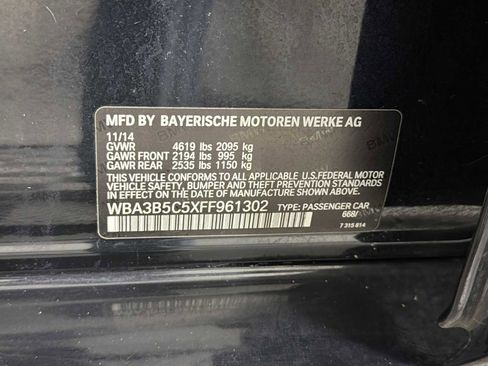 MFD BY BAYERISCHE MOTOREN WERKE AG
11/14
GVWR 4619 lbs 2095 kg
GAWR FRONT 2194 lbs 995 kg
GAWR REAR 2535 lbs 1150 kg
THIS VEHICLE CONFORMS TO ALL APPLICABLE U.S.FEDERAL MOTOR
VEHICLE SAFETY, BUMPER AND THEFT PREVENTION STANDARDS
IN EFFECT ON THE DATE OF MANUFACTURE SHOWN ABOVE.
WBA3B5C5XFF961302 TYPE: PASSENGER CAR
668/
7 315 814